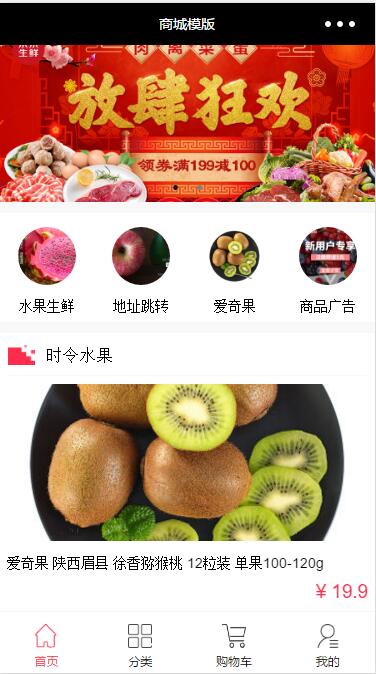 商城模版
生鲜
肉禽菜蛋
放肆狂欢
领券满199减100
新用户专享
水果生鲜
地址跳转
爱奇果
商品广告
时令水果
爱奇果 陕西眉县 徐香猕猴桃 12粒装 单果100-120g
¥ 19.9
首页
分类
购物车
我的